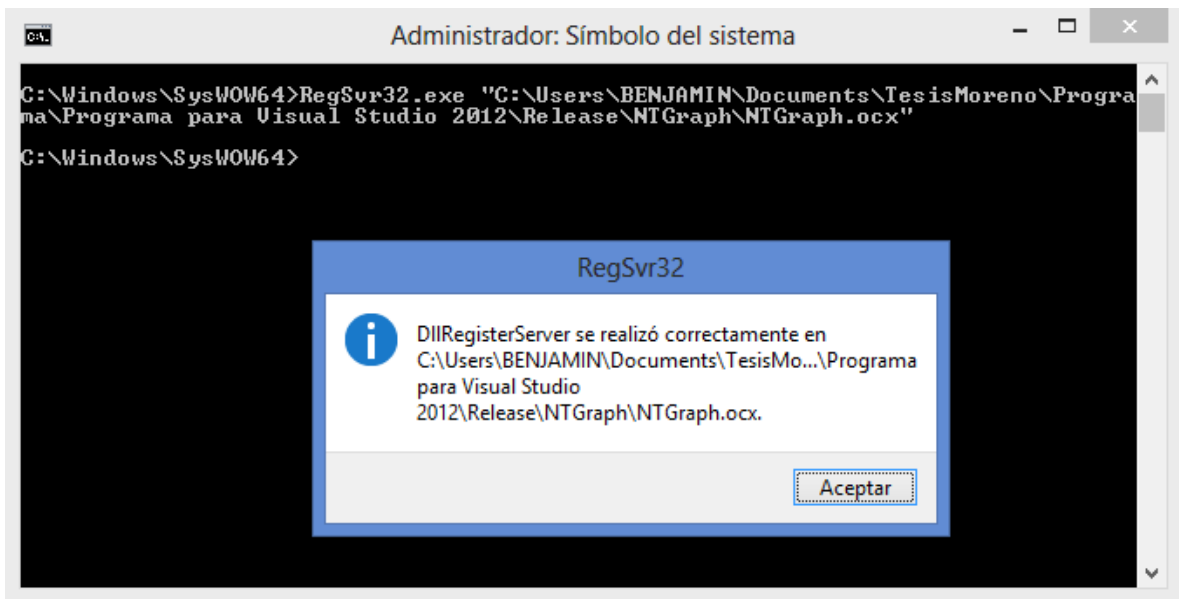 C:\.
Administrador: Símbolo del sistema
C:\Windows\SysWOW64>RegSvr32.exe "C:\Users\BENJAMIN\Documents\TesisMoreno\Progra
ma\Programa para Visual Studio 2012\Release\NTGraph\NTGraph.ocx"
C:\Windows\SysWOW64>
RegSvr32
DllRegisterServer se realizó correctamente en
C:\Users\BENJAMIN\Documents\TesisMo...\Programa
para Visual Studio
2012\Release\NTGraph\NTGraph.ocx.
Aceptar